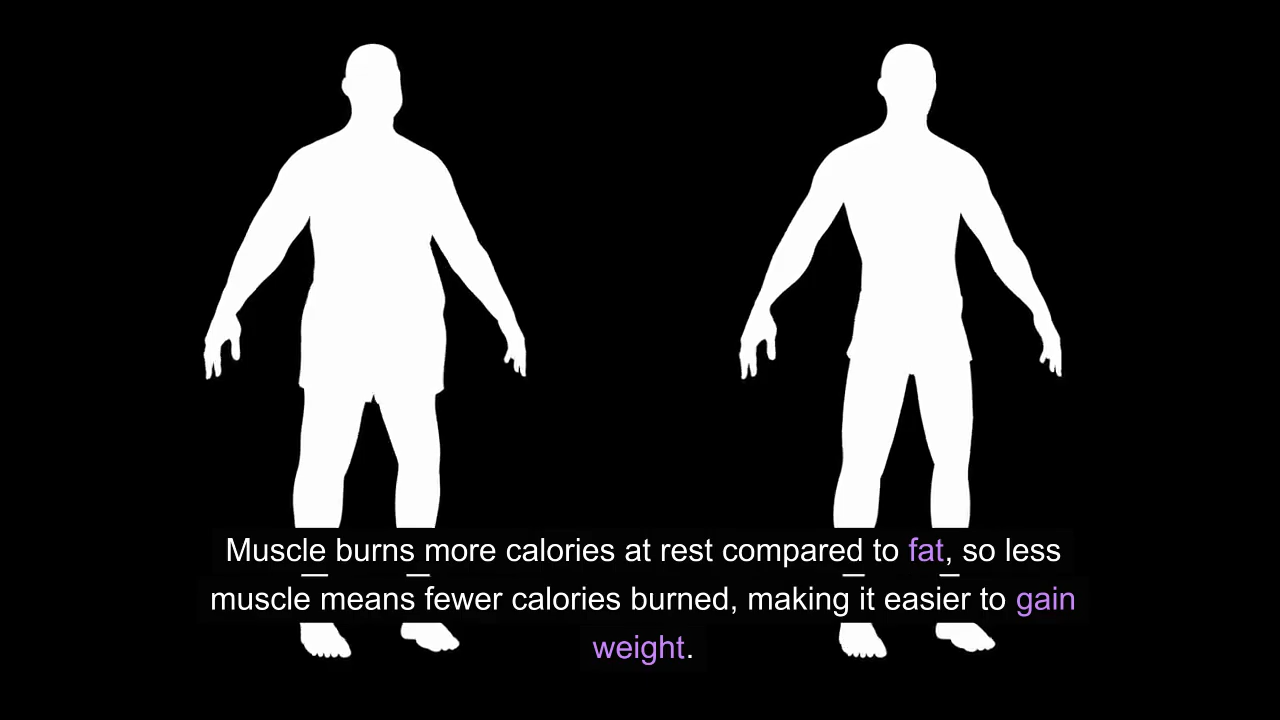 Muscle burns more calories at rest compared to fat, so less
muscle means fewer calories burned, making it easier to gain
weight.